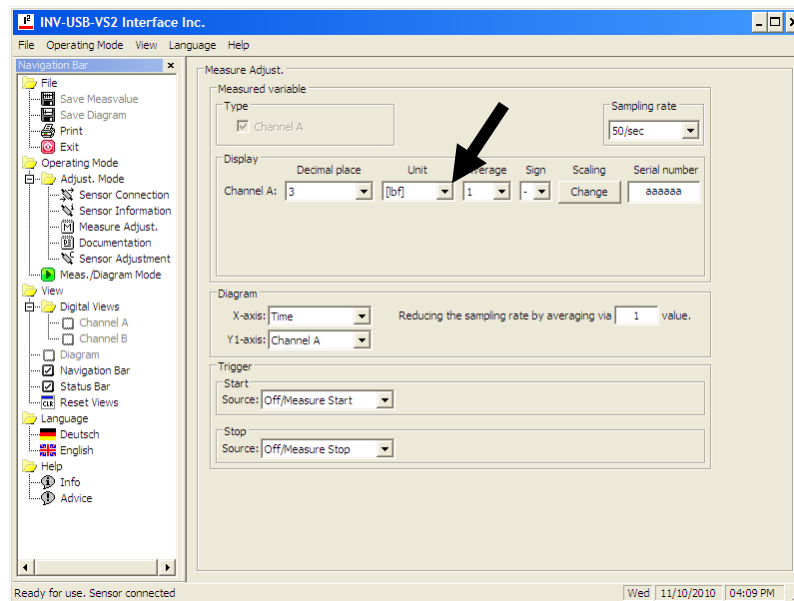 INV-USB-VS2 Interface Inc.
File Operating Mode View Language Help
Navigation Bar
File
Save Measvalue
Save Diagram
Print
Exit
Operating Mode
Adjust. Mode
Sensor Connection
Sensor Information
Measure Adjust.
Documentation
Sensor Adjustment
Meas./Diagram Mode
View
Digital Views
Channel A
Channel B
Diagram
Navigation Bar
Status Bar
CLR Reset Views
Language
Deutsch
English
Help
Info
Advice
Measure Adjust.
Measured variable
Type
Channel A
Sampling rate
50/sec
Display
Decimal place Unit Sign Scaling Serial number
Channel A: 3 [lbf] 1 - Change aaaaaa
Diagram
X-axis: Time Reducing the sampling rate by averaging via 1 value.
Y1-axis: Channel A
Trigger
Start
Source: Off/Measure Start
Stop
Source: Off/Measure Stop
Ready for use. Sensor connected Wed 11/10/2010 04:09 PM